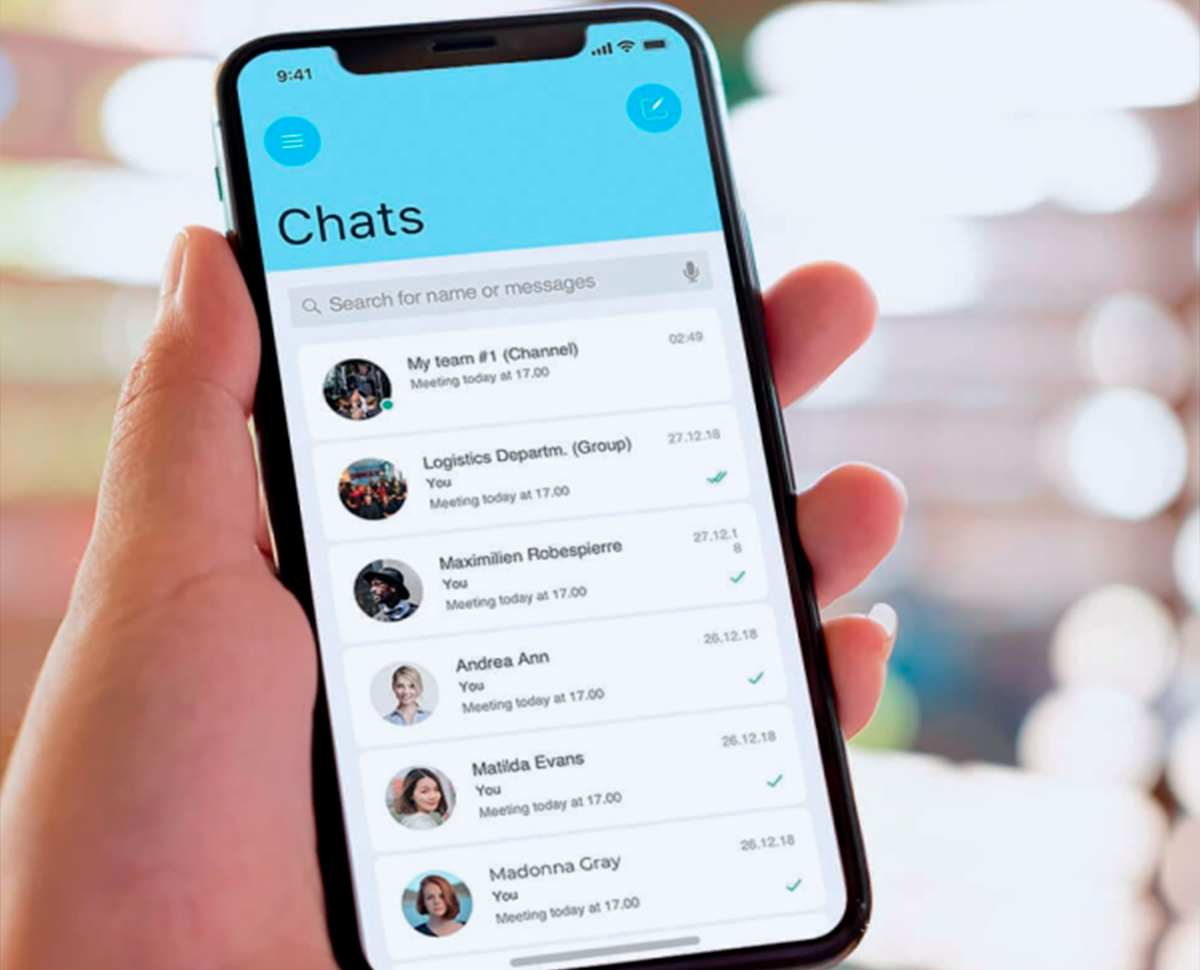 9:41
Chats
Search for name or messages
My team #1 (Channel)
02:49
Meeting today at 17.00
Logistics Departm. (Group)
27.12.18
You
Meeting today at 17.00
Maximilien Robespierre
27.12.1
8
You
Meeting today at 17.00
Andrea Ann
26.12.18
You
Meeting today at 17.00
Matilda Evans
26.12.18
You
Meeting today at 17.00
Madonna Gray
26.12.18
You
Meeting today at 17.00